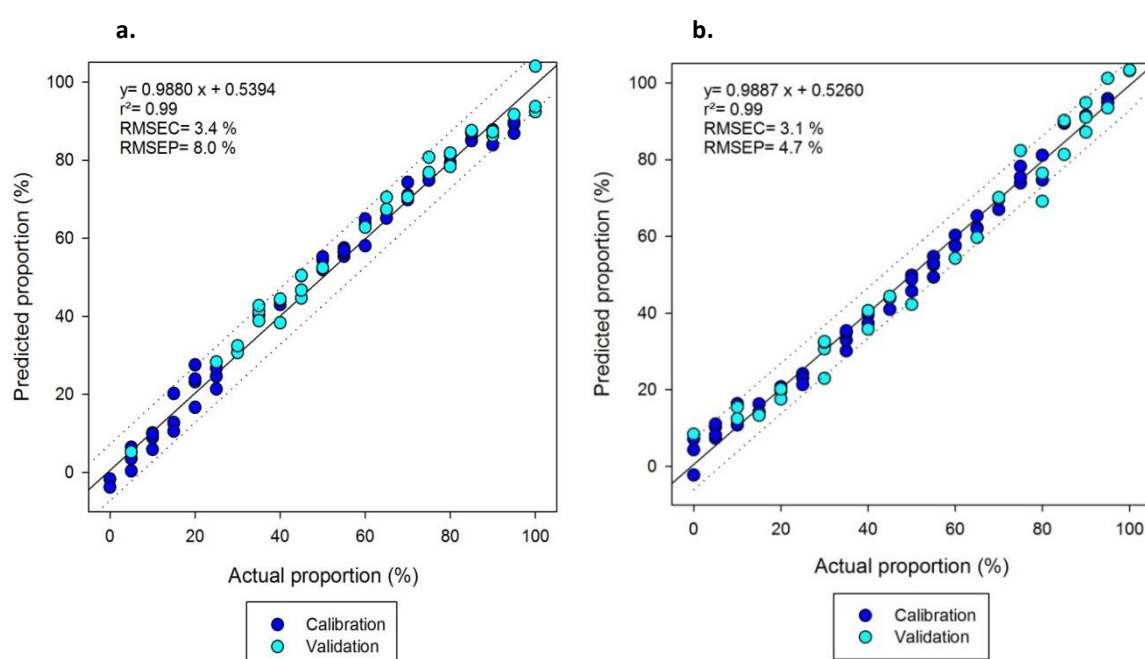 a.
y= 0.9880 x + 0.5394
r²= 0.99
RMSEC= 3.4 %
RMSEP= 8.0 %
Predicted proportion (%)
100
80
60
40
20
0
0 20 40 60 80 100
Actual proportion (%)
Calibration
Validation
b.
y= 0.9887 x + 0.5260
r²= 0.99
RMSEC= 3.1 %
RMSEP= 4.7 %
Predicted proportion (%)
100
80
60
40
20
0
0 20 40 60 80 100
Actual proportion (%)
Calibration
Validation